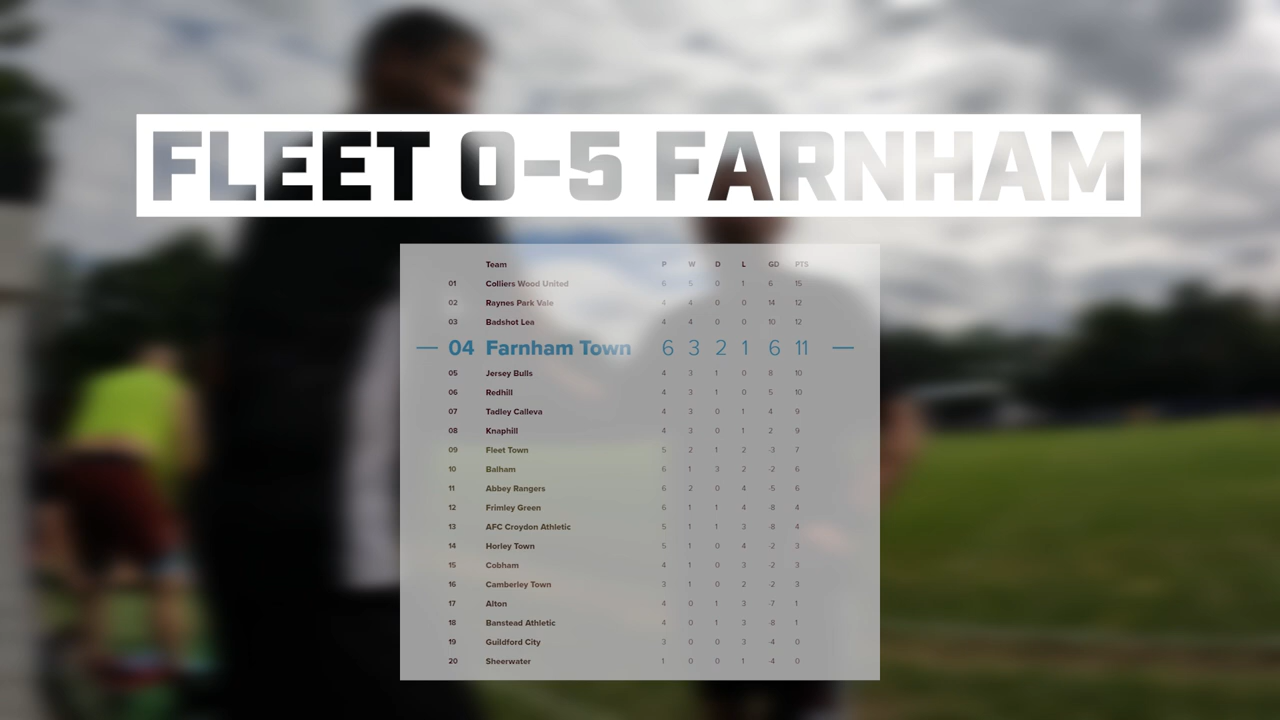 FLEET 0-5 FARNHAM
Team P W D L GD PTS
01 Colliers Wood United 6 5 0 1 6 15
02 Raynes Park Vale 4 4 0 0 14 12
03 Badshot Lea 4 4 0 0 10 12
— 04 Farnham Town 6 3 2 1 6 11 —
05 Jersey Bulls 4 3 1 0 8 10
06 Redhill 4 3 1 0 5 10
07 Tadley Calleva 4 3 0 1 4 9
08 Knaphill 4 3 0 1 2 9
09 Fleet Town 5 2 1 2 -3 7
10 Balham 6 1 3 2 -2 6
11 Abbey Rangers 6 2 0 4 -5 6
12 Frimley Green 6 1 1 4 -8 4
13 AFC Croydon Athletic 5 1 1 3 -8 4
14 Horley Town 5 1 0 4 -2 3
15 Cobham 4 1 0 3 -2 3
16 Camberley Town 3 1 0 2 -2 3
17 Alton 4 0 1 3 -7 1
18 Banstead Athletic 4 0 1 3 -8 1
19 Guildford City 3 0 0 3 -4 0
20 Sheerwater 1 0 0 1 -4 0